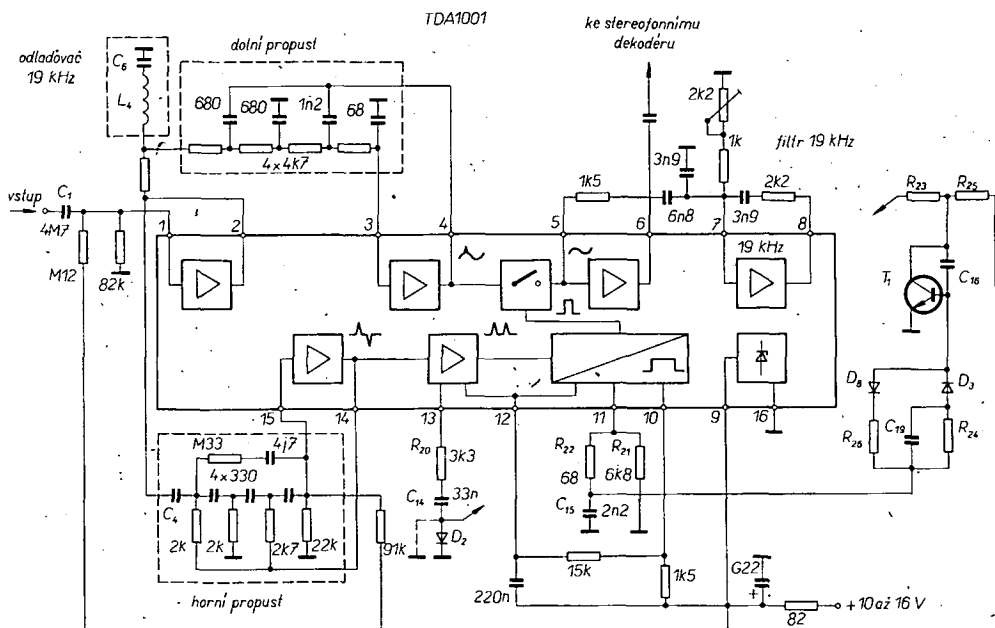 TDA1001
ke stereofonnímu
dekodéru
odlaďovač
19 kHz
C6
L4
dolní propust
680
680
1n2
68
4×4k7
2k2
1k
filtr 19 kHz
3n9
1k5
6n8
3n9
2k2
R23
R25
vstup
C1
4M7
M12
82k
1
2
3
4
5
6
7
8
19 kHz
T1
C16
15
14
13
12
11
10
9
16
D8
D3
R26
C19
R24
M33
4j7
4×330
C4
2k
2k
2k7
22k
91k
horní propust
R20
3k3
C14
33n
D2
R22
68
R21
6k8
C15
2n2
15k
220n
1k5
G22
+
82
+10 až 16 V